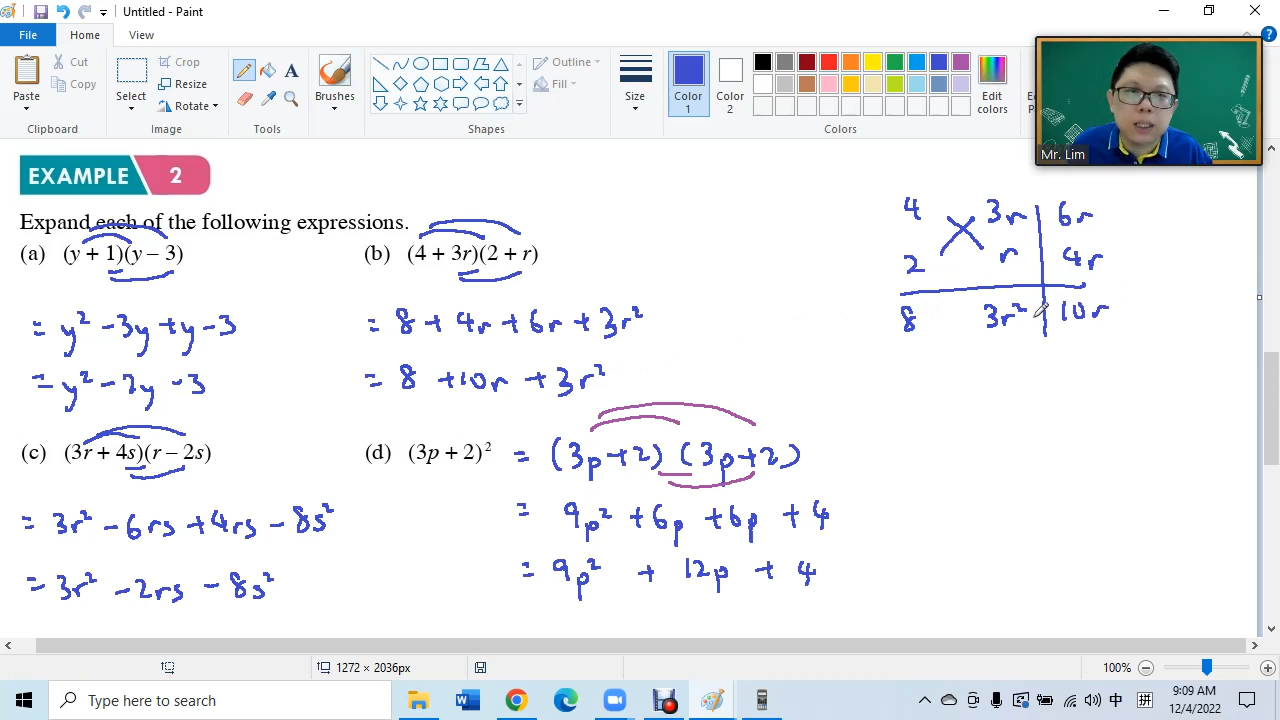 Untitled - Paint
File Home View
Paste Cut Copy Clipboard
Select Crop Resize Rotate Image
Tools
Brushes
Outline Fill Shapes
Size
Color 1 Color 2 Edit colors Colors
Mr. Lim
EXAMPLE 2
Expand each of the following expressions.
(a) (y + 1)(y − 3)
= y² - 3y + y - 3
= y² - 2y - 3
(b) (4 + 3r)(2 + r)
= 8 + 4r + 6r + 3r²
= 8 + 10r + 3r²
4 3r 6r
2 r 4r
8 3r² 10r
(c) (3r + 4s)(r − 2s)
= 3r² - 6rs + 4rs - 8s²
= 3r² - 2rs - 8s²
(d) (3p + 2)² = (3p+2)(3p+2)
= 9p² + 6p + 6p + 4
= 9p² + 12p + 4
1272 × 2036px 100%
Type here to search
中 拼 9:09 AM
12/4/2022